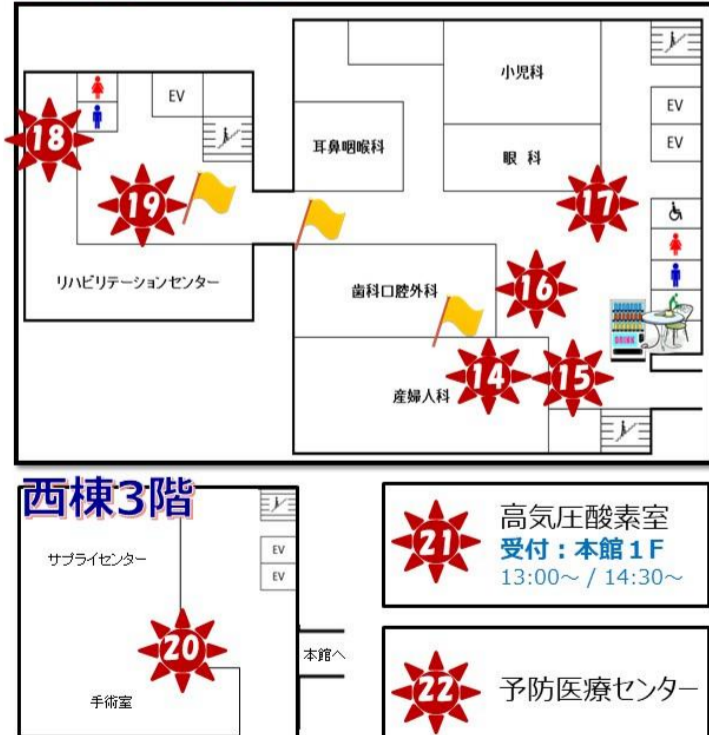 小児科
EV
EV
耳鼻咽喉科
眼 科
EV
18
17
19
リハビリテーションセンター
歯科口腔外科
16
DRINK
産婦人科
14
15
西棟3階
サプライセンター
EV
EV
20
本館へ
手術室
21
高気圧酸素室
受付：本館１F
13:00～ / 14:30～
22
予防医療センター